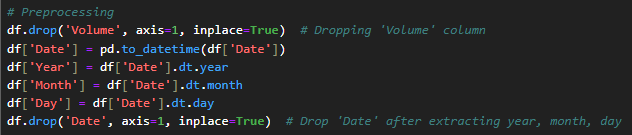 # Preprocessing
df.drop('Volume', axis=1, inplace=True)  # Dropping 'Volume' column
df['Date'] = pd.to_datetime(df['Date'])
df['Year'] = df['Date'].dt.year
df['Month'] = df['Date'].dt.month
df['Day'] = df['Date'].dt.day
df.drop('Date', axis=1, inplace=True)  # Drop 'Date' after extracting year, month, day